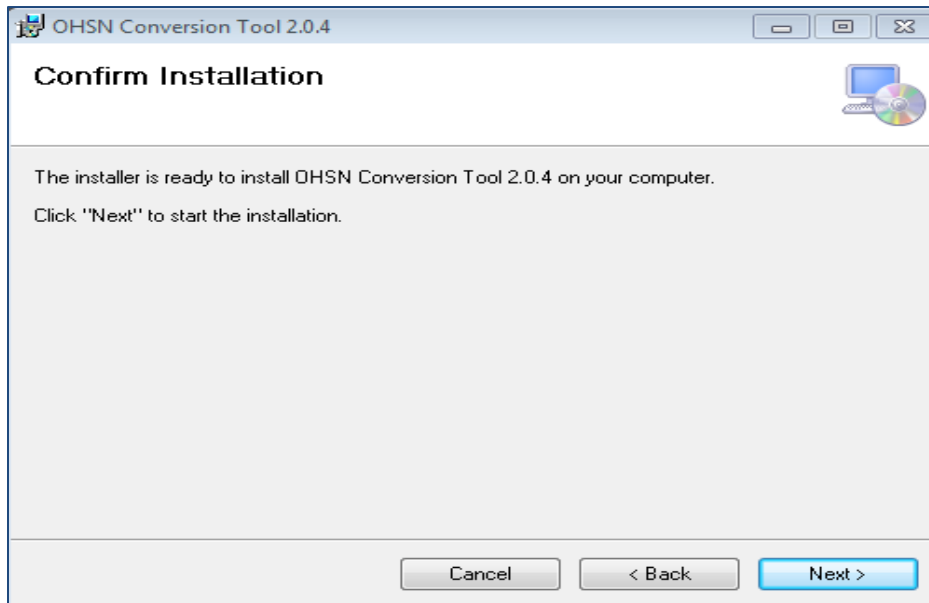 OHSN Conversion Tool 2.0.4
Confirm Installation
The installer is ready to install OHSN Conversion Tool 2.0.4 on your computer.
Click "Next" to start the installation.
Cancel
< Back
Next >